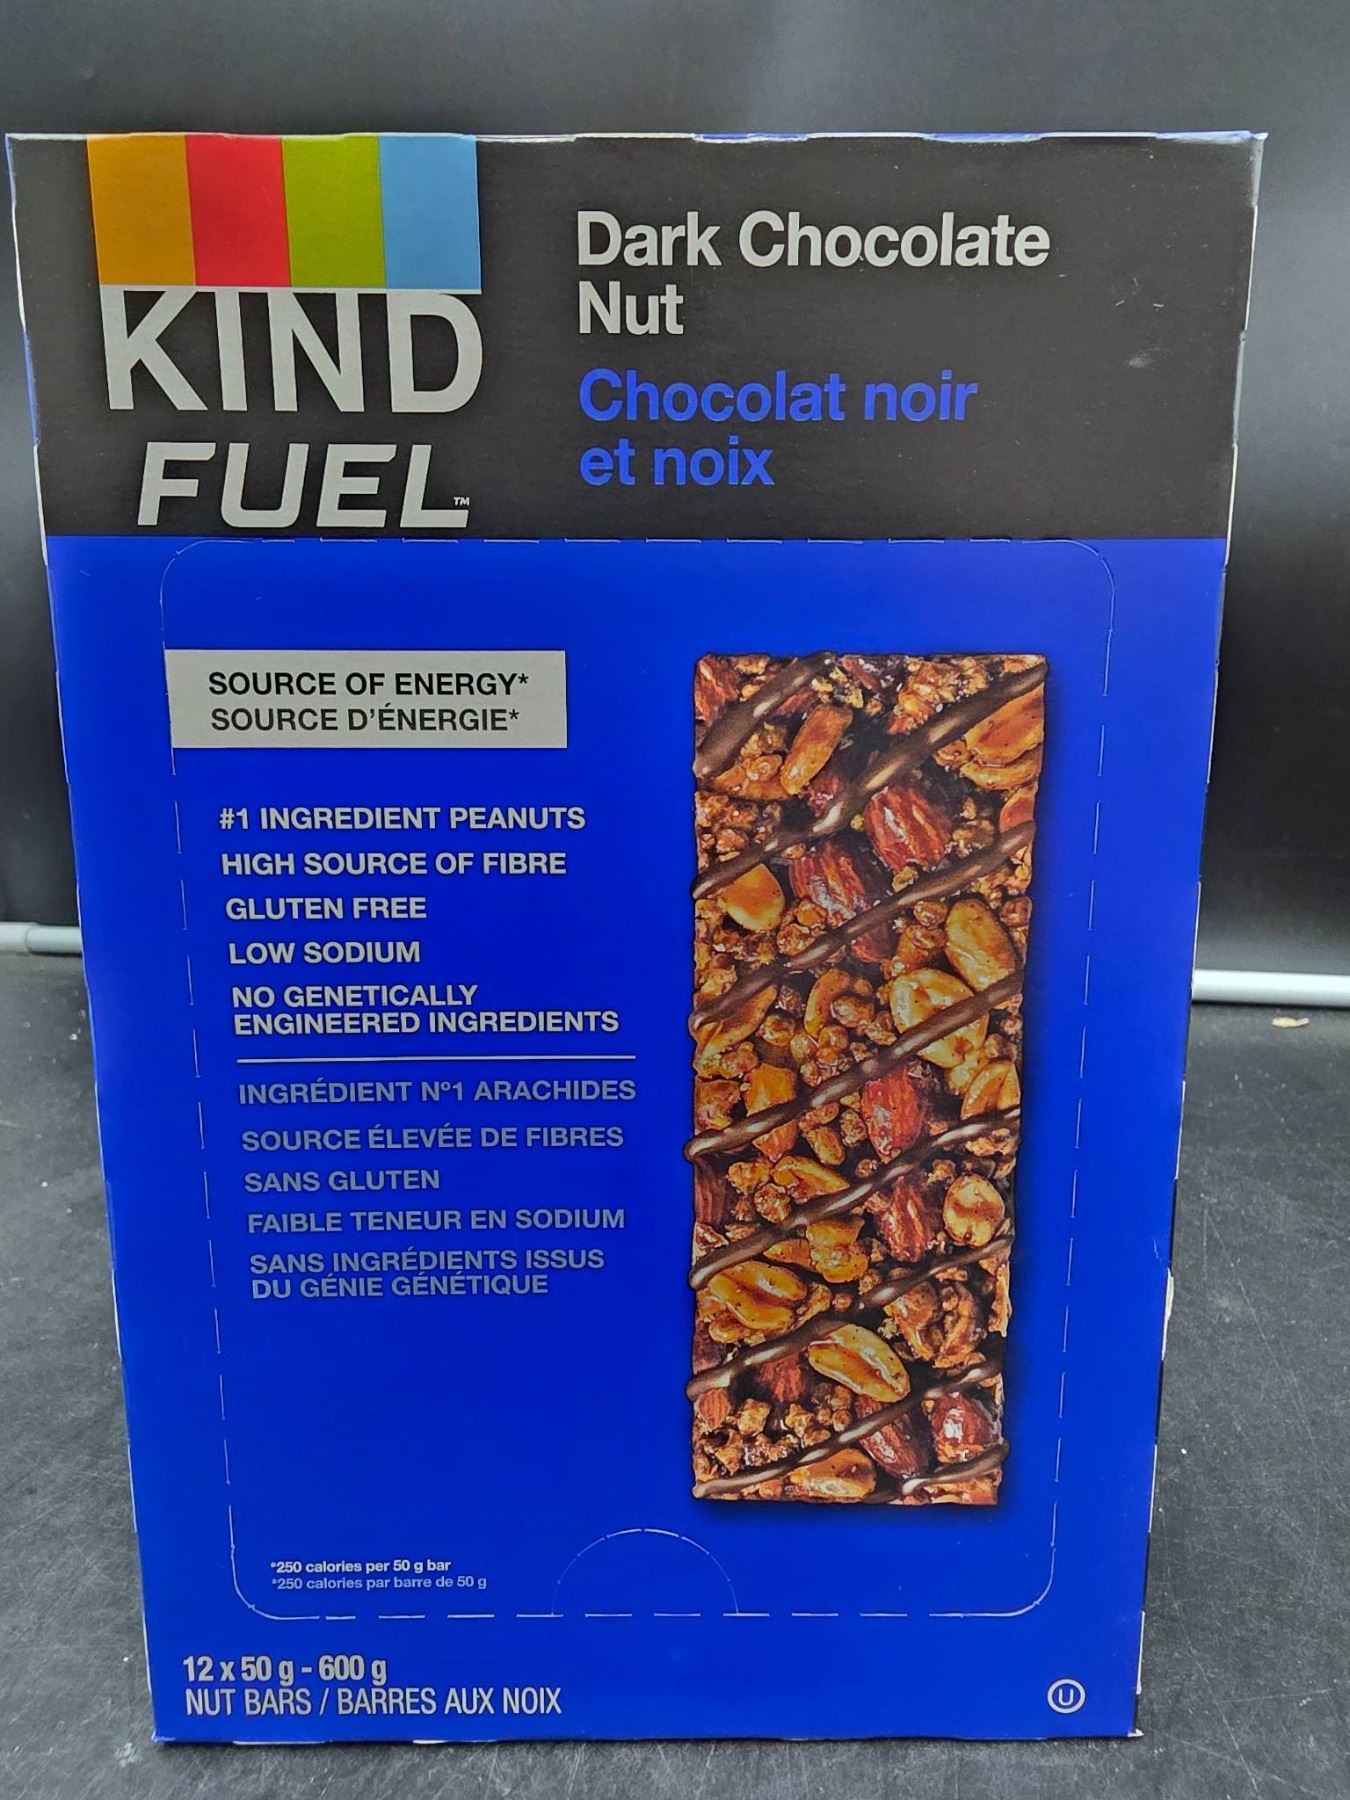 KIND
FUEL™
Dark Chocolate
Nut
Chocolat noir
et noix
SOURCE OF ENERGY*
SOURCE D'ÉNERGIE*
#1 INGREDIENT PEANUTS
HIGH SOURCE OF FIBRE
GLUTEN FREE
LOW SODIUM
NO GENETICALLY
ENGINEERED INGREDIENTS
INGRÉDIENT Nº1 ARACHIDES
SOURCE ÉLEVÉE DE FIBRES
SANS GLUTEN
FAIBLE TENEUR EN SODIUM
SANS INGRÉDIENTS ISSUS
DU GÉNIE GÉNÉTIQUE
*250 calories per 50 g bar
*250 calories par barre de 50 g
12 x 50 g - 600 g
NUT BARS / BARRES AUX NOIX
U